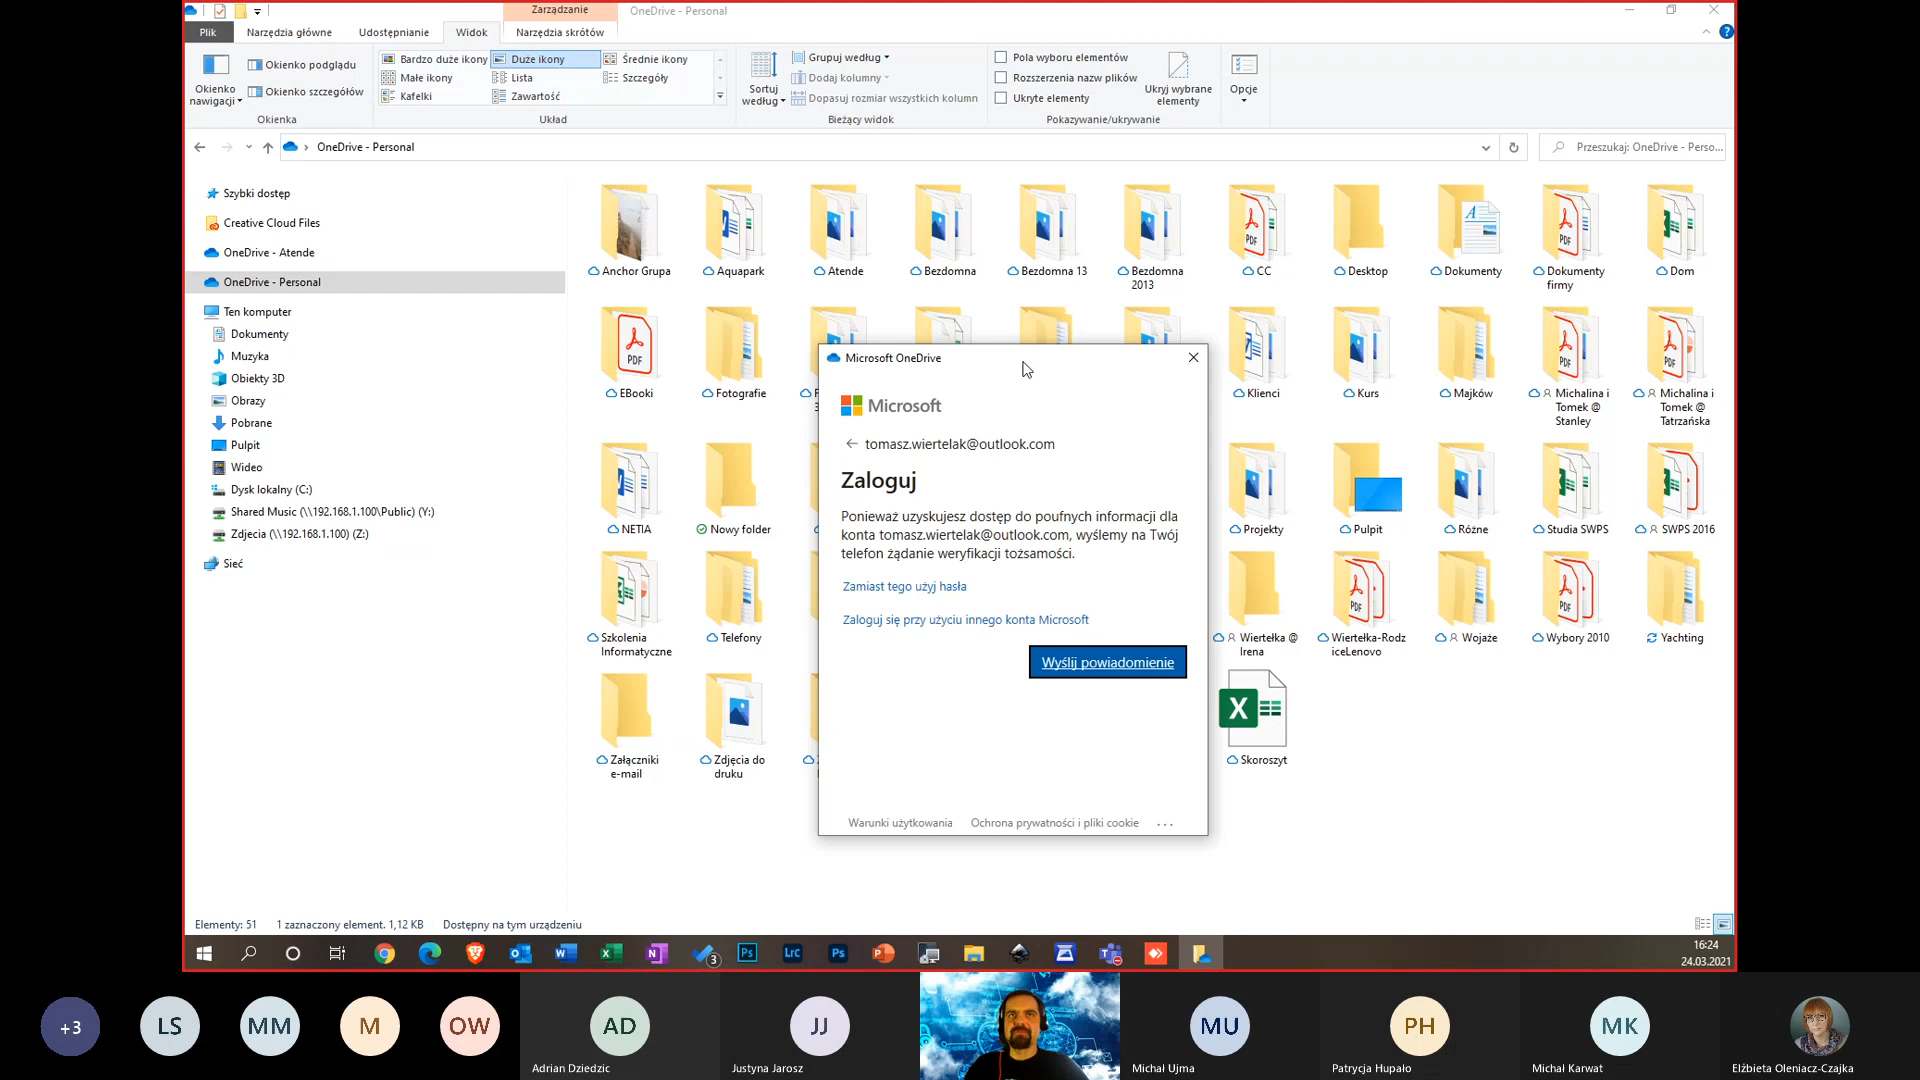 Zarządzanie
OneDrive - Personal
Plik
Narzędzia główne
Udostępnianie
Widok
Narzędzia skrótów
Okienko nawigacji
Okienko podglądu
Okienko szczegółów
Okienka
Bardzo duże ikony
Duże ikony
Średnie ikony
Małe ikony
Lista
Szczegóły
Kafelki
Zawartość
Układ
Sortuj według
Grupuj według
Dodaj kolumny
Dopasuj rozmiar wszystkich kolumn
Bieżący widok
Pola wyboru elementów
Rozszerzenia nazw plików
Ukryte elementy
Ukryj wybrane elementy
Pokazywanie/ukrywanie
Opcje
OneDrive - Personal
Przeszukaj: OneDrive - Perso...
Szybki dostęp
Creative Cloud Files
OneDrive - Atende
OneDrive - Personal
Ten komputer
Dokumenty
Muzyka
Obiekty 3D
Obrazy
Pobrane
Pulpit
Wideo
Dysk lokalny (C:)
Shared Music (\\192.168.1.100\Public) (Y:)
Zdjecia (\\192.168.1.100) (Z:)
Sieć
Anchor Grupa
Aquapark
Atende
Bezdomna
Bezdomna 13
Bezdomna 2013
CC
Desktop
Dokumenty
Dokumenty firmy
Dom
EBooki
Fotografie
Klienci
Kurs
Majków
Michalina i Tomek @ Stanley
Michalina i Tomek @ Tatrzańska
NETIA
Nowy folder
Projekty
Pulpit
Różne
Studia SWPS
SWPS 2016
Szkolenia Informatyczne
Telefony
Wiertełka @ Irena
Wiertełka-RodziceLenovo
Wojaże
Wybory 2010
Yachting
Załączniki e-mail
Zdjęcia do druku
Skoroszyt
Microsoft OneDrive
Microsoft
tomasz.wiertelak@outlook.com
Zaloguj
Ponieważ uzyskujesz dostęp do poufnych informacji dla
konta tomasz.wiertelak@outlook.com, wyślemy na Twój
telefon żądanie weryfikacji tożsamości.
Zamiast tego użyj hasła
Zaloguj się przy użyciu innego konta Microsoft
Wyślij powiadomienie
Warunki użytkowania
Ochrona prywatności i pliki cookie
...
Elementy: 51
1 zaznaczony element. 1,12 KB
Dostępny na tym urządzeniu
16:24
24.03.2021
+3
LS
MM
M
OW
AD
Adrian Dziedzic
JJ
Justyna Jarosz
MU
Michał Ujma
PH
Patrycja Hupało
MK
Michał Karwat
Elżbieta Oleniacz-Czajka